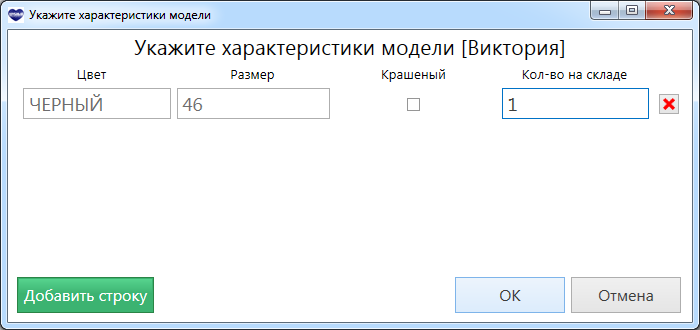 Укажите характеристики модели
Укажите характеристики модели [Виктория]
Цвет Размер Крашеный Кол-во на складе
ЧЕРНЫЙ 46 1
Добавить строку OK Отмена